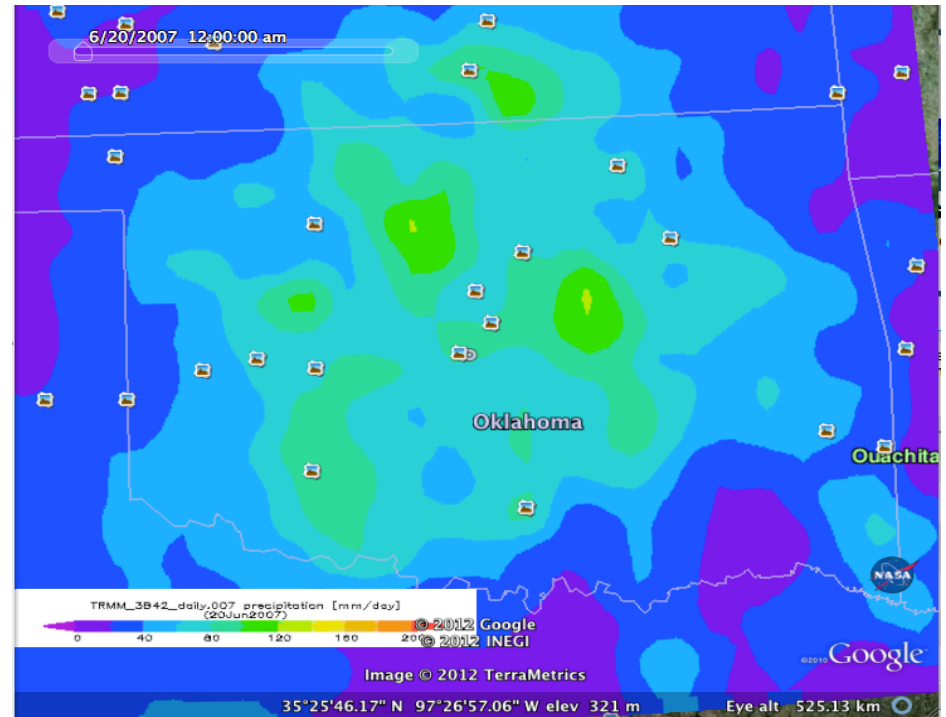 6/20/2007 12:00:00 am
Oklahoma
Ouachita
NASA
TRMM_3B42_daily.007 precipitation [mm/day]
(20Jun2007)
0 40 80 120 160 200
© 2012 Google
© 2012 INEGI
©2010 Google
Image © 2012 TerraMetrics
35°25'46.17" N 97°26'57.06" W elev 321 m Eye alt 525.13 km